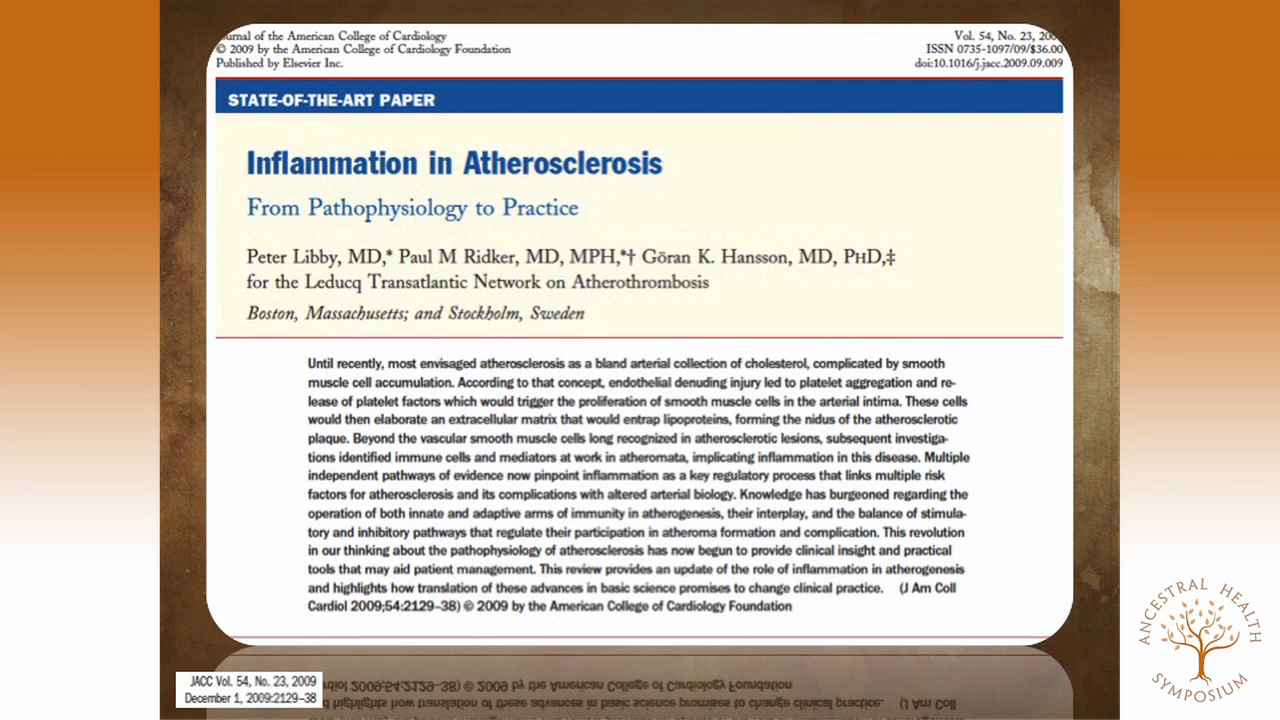 urnal of the American College of Cardiology
© 2009 by the American College of Cardiology Foundation
Published by Elsevier Inc.
Vol. 54, No. 23, 200
ISSN 0735-1097/09/$36.00
doi:10.1016/j.jacc.2009.09.009
STATE-OF-THE-ART PAPER
Inflammation in Atherosclerosis
From Pathophysiology to Practice
Peter Libby, MD,* Paul M Ridker, MD, MPH,*† Göran K. Hansson, MD, PHD,‡
for the Leducq Transatlantic Network on Atherothrombosis
Boston, Massachusetts; and Stockholm, Sweden
Until recently, most envisaged atherosclerosis as a bland arterial collection of cholesterol, complicated by smooth
muscle cell accumulation. According to that concept, endothelial denuding injury led to platelet aggregation and re-
lease of platelet factors which would trigger the proliferation of smooth muscle cells in the arterial intima. These cells
would then elaborate an extracellular matrix that would entrap lipoproteins, forming the nidus of the atherosclerotic
plaque. Beyond the vascular smooth muscle cells long recognized in atherosclerotic lesions, subsequent investiga-
tions identified immune cells and mediators at work in atheromata, implicating inflammation in this disease. Multiple
independent pathways of evidence now pinpoint inflammation as a key regulatory process that links multiple risk
factors for atherosclerosis and its complications with altered arterial biology. Knowledge has burgeoned regarding the
operation of both innate and adaptive arms of immunity in atherogenesis, their interplay, and the balance of stimula-
tory and inhibitory pathways that regulate their participation in atheroma formation and complication. This revolution
in our thinking about the pathophysiology of atherosclerosis has now begun to provide clinical insight and practical
tools that may aid patient management. This review provides an update of the role of inflammation in atherogenesis
and highlights how translation of these advances in basic science promises to change clinical practice. (J Am Coll
Cardiol 2009;54:2129–38) © 2009 by the American College of Cardiology Foundation
JACC Vol. 54, No. 23, 2009
December 1, 2009:2129–38
ANCESTRAL HEALTH
SYMPOSIUM